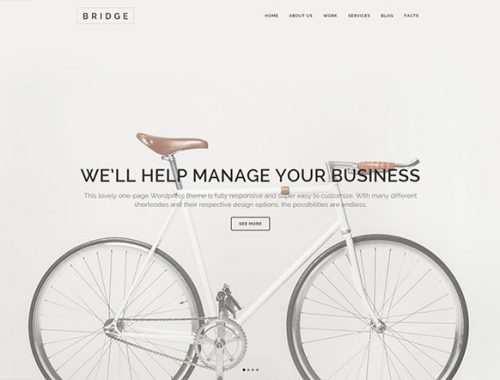 BRIDGE
HOME ABOUT US WORK SERVICES BLOG FACTS
WE'LL HELP MANAGE YOUR BUSINESS
This lovely one-page Wordpress theme is fully responsive and super easy to customize. With many different
shortcodes and their respective design options, the possibilities are endless.
SEE MORE